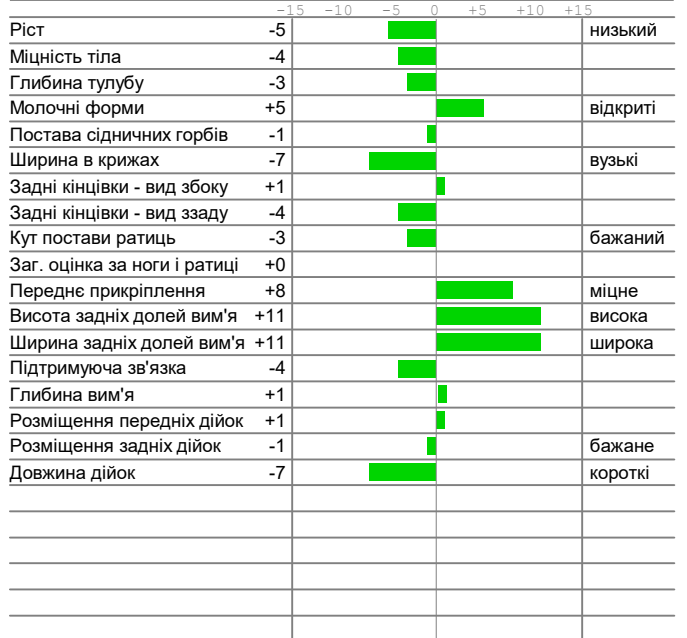 -15 -10 -5 0 +5 +10 +15
Ріст -5 низький
Міцність тіла -4
Глибина тулубу -3
Молочні форми +5 відкриті
Постава сідничних горбів -1
Ширина в крижах -7 вузькі
Задні кінцівки - вид збоку +1
Задні кінцівки - вид ззаду -4
Кут постави ратиць -3 бажаний
Заг. оцінка за ноги і ратиці +0
Переднє прикріплення +8 міцне
Висота задніх долей вим'я +11 висока
Ширина задніх долей вим'я +11 широка
Підтримуюча зв'язка -4
Глибина вим'я +1
Розміщення передніх дійок +1
Розміщення задніх дійок -1 бажане
Довжина дійок -7 короткі